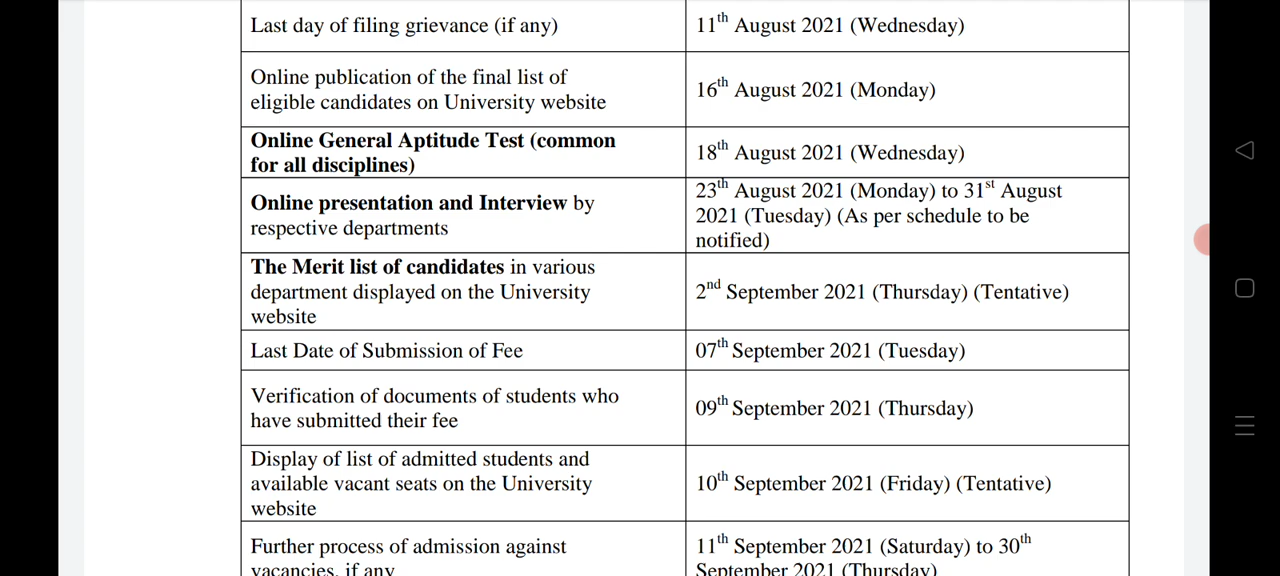 Last day of filing grievance (if any)
11th August 2021 (Wednesday)
Online publication of the final list of
eligible candidates on University website
16th August 2021 (Monday)
Online General Aptitude Test (common
for all disciplines)
18th August 2021 (Wednesday)
Online presentation and Interview by
respective departments
23th August 2021 (Monday) to 31st August
2021 (Tuesday) (As per schedule to be
notified)
The Merit list of candidates in various
department displayed on the University
website
2nd September 2021 (Thursday) (Tentative)
Last Date of Submission of Fee
07th September 2021 (Tuesday)
Verification of documents of students who
have submitted their fee
09th September 2021 (Thursday)
Display of list of admitted students and
available vacant seats on the University
website
10th September 2021 (Friday) (Tentative)
Further process of admission against
vacancies, if any
11th September 2021 (Saturday) to 30th
September 2021 (Thursday)